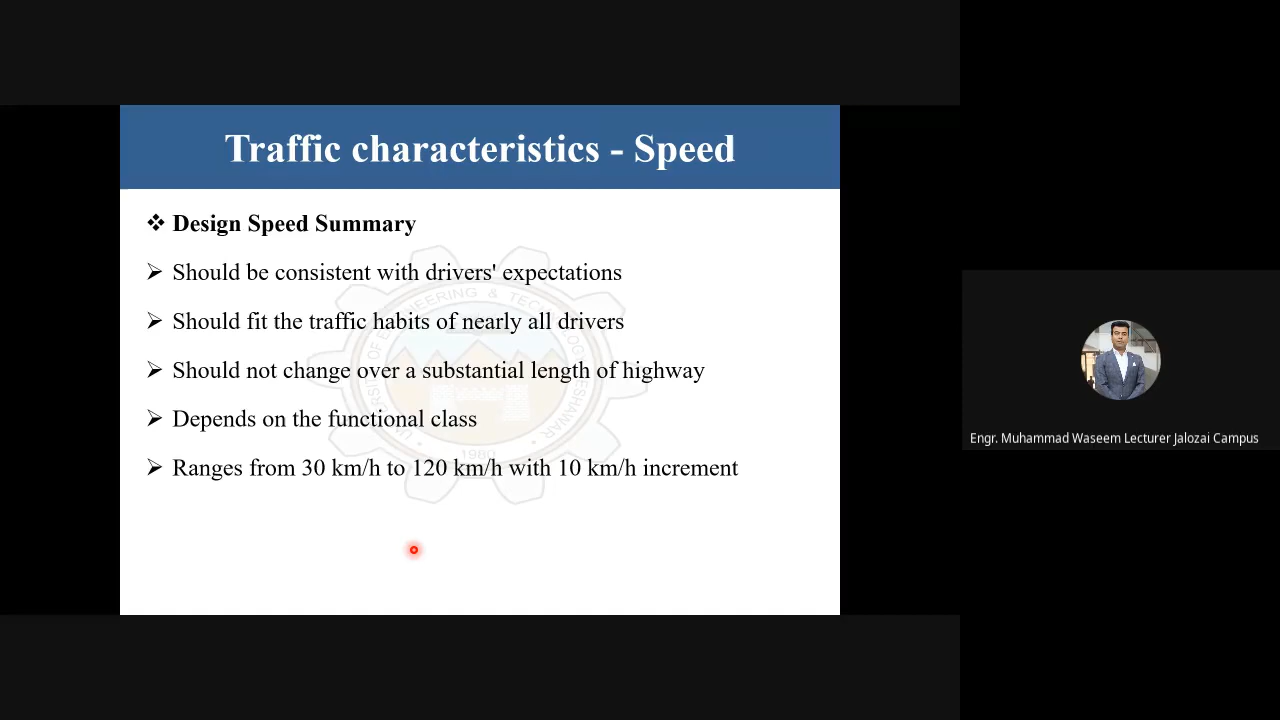 Traffic characteristics - Speed
❖ Design Speed Summary
➢ Should be consistent with drivers' expectations
➢ Should fit the traffic habits of nearly all drivers
➢ Should not change over a substantial length of highway
➢ Depends on the functional class
➢ Ranges from 30 km/h to 120 km/h with 10 km/h increment
1980
Engr. Muhammad Waseem Lecturer Jalozai Campus